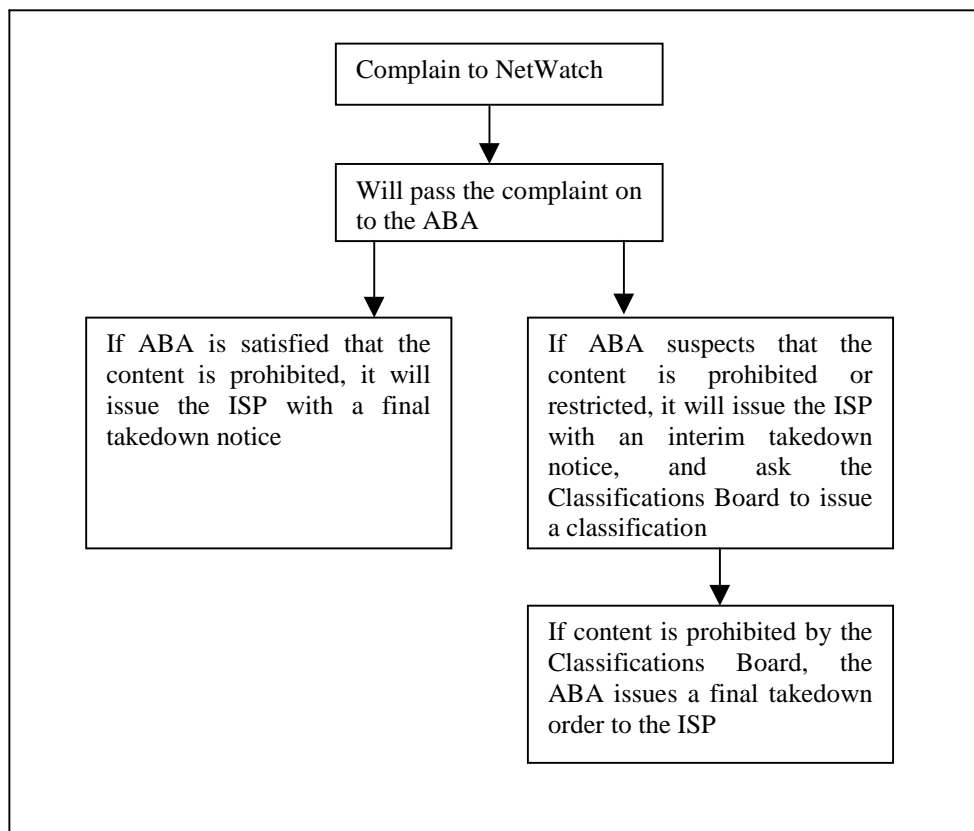 Complain to NetWatch
Will pass the complaint on
to the ABA
If ABA is satisfied that the
content is prohibited, it will
issue the ISP with a final
takedown notice
If ABA suspects that the
content is prohibited or
restricted, it will issue the ISP
with an interim takedown
notice, and ask the
Classifications Board to issue
a classification
If content is prohibited by the
Classifications Board, the
ABA issues a final takedown
order to the ISP